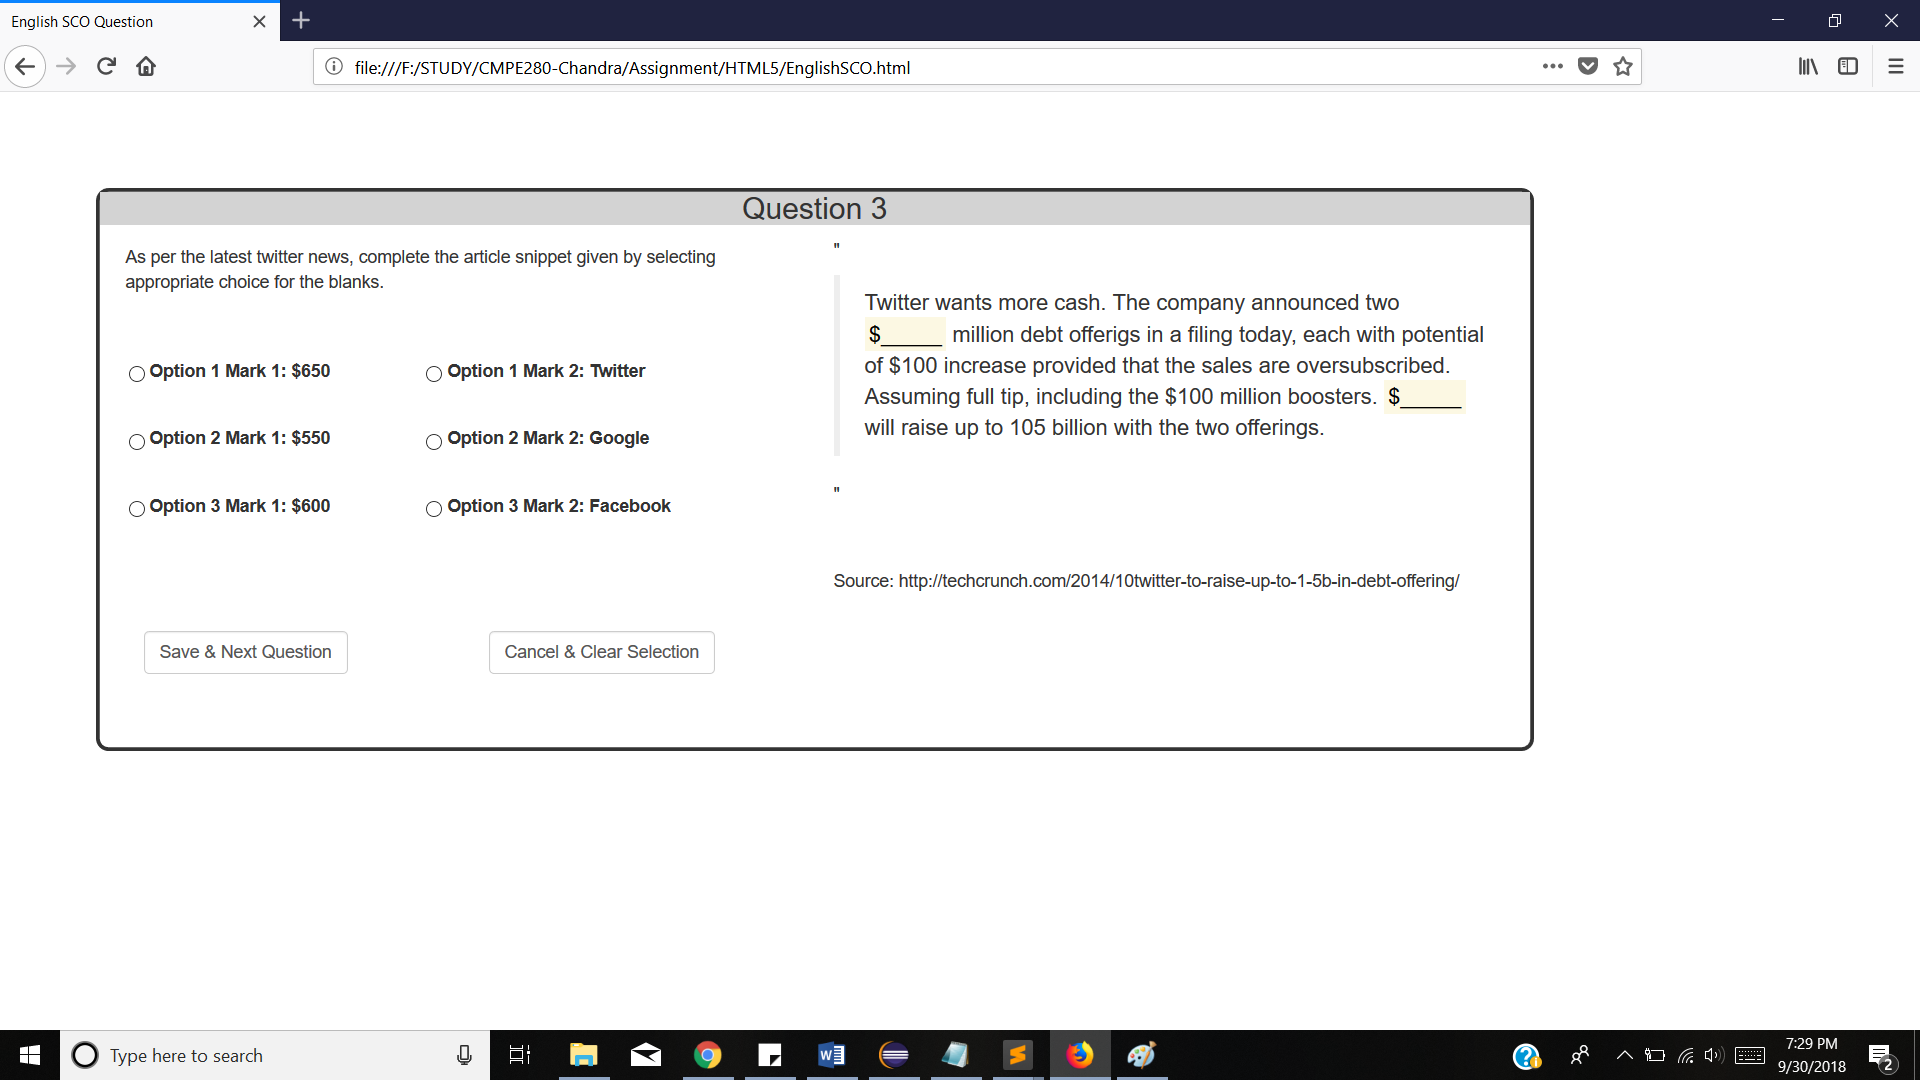 English SCO Question
file:///F:/STUDY/CMPE280-Chandra/Assignment/HTML5/EnglishSCO.html
Question 3
As per the latest twitter news, complete the article snippet given by selecting
appropriate choice for the blanks.
Option 1 Mark 1: $650
Option 1 Mark 2: Twitter
Option 2 Mark 1: $550
Option 2 Mark 2: Google
Option 3 Mark 1: $600
Option 3 Mark 2: Facebook
Save & Next Question
Cancel & Clear Selection
"
Twitter wants more cash. The company announced two
$_____ million debt offerigs in a filing today, each with potential
of $100 increase provided that the sales are oversubscribed.
Assuming full tip, including the $100 million boosters. $_____
will raise up to 105 billion with the two offerings.
"
Source: http://techcrunch.com/2014/10twitter-to-raise-up-to-1-5b-in-debt-offering/
Type here to search
7:29 PM
9/30/2018
2